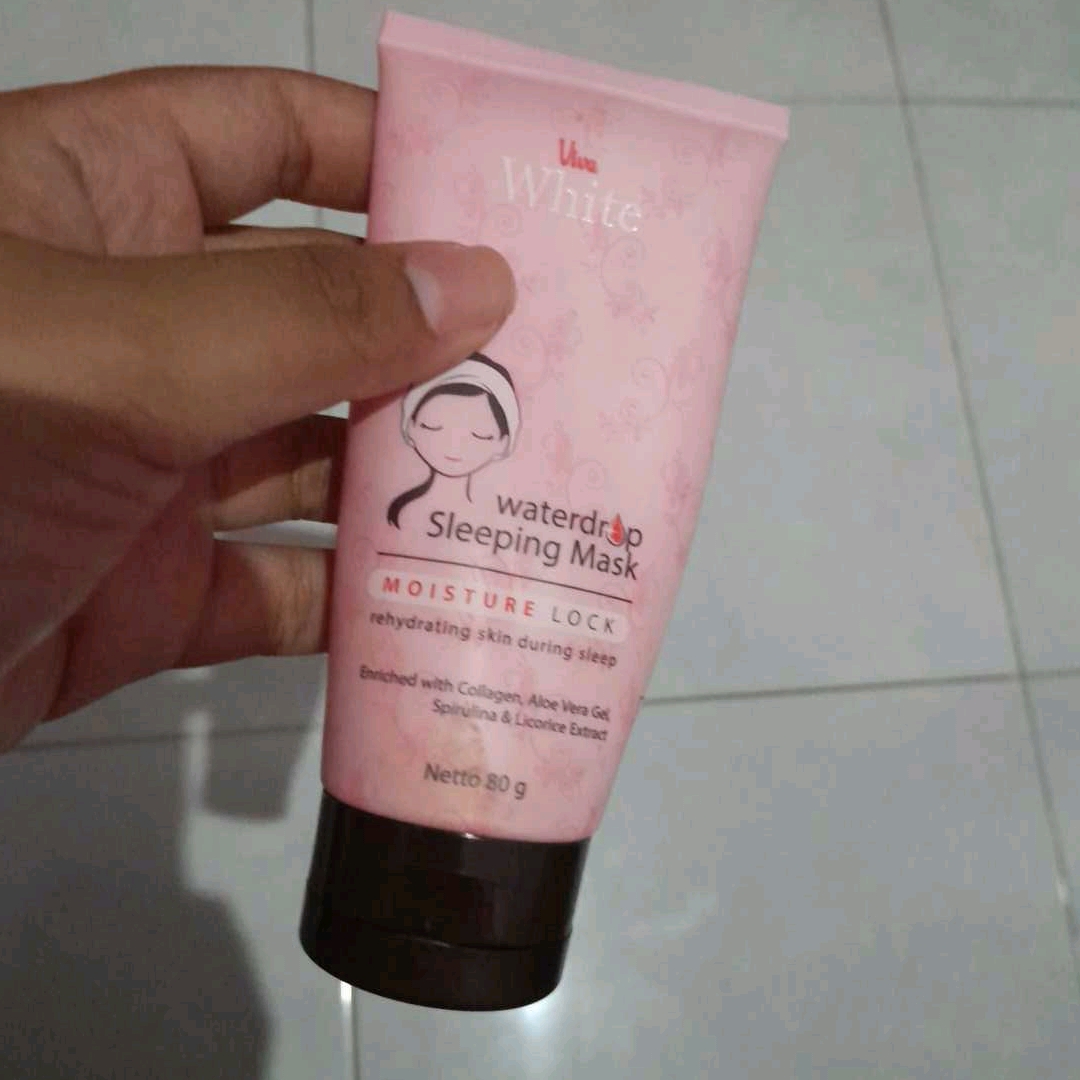 Viva
White
waterdrop
Sleeping Mask
MOISTURE LOCK
rehydrating skin during sleep
Enriched with Collagen, Aloe Vera Gel,
Spirulina & Licorice Extract
Netto 80 g